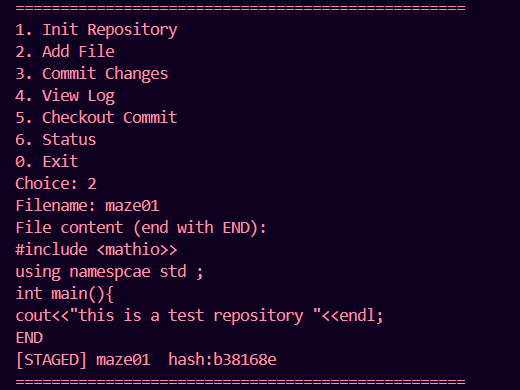 ==================================================
1. Init Repository
2. Add File
3. Commit Changes
4. View Log
5. Checkout Commit
6. Status
0. Exit
Choice: 2
Filename: maze01
File content (end with END):
#include <mathio>>
using namespcae std ;
int main(){
cout<<"this is a test repository "<<endl;
END
[STAGED] maze01  hash:b38168e
==================================================